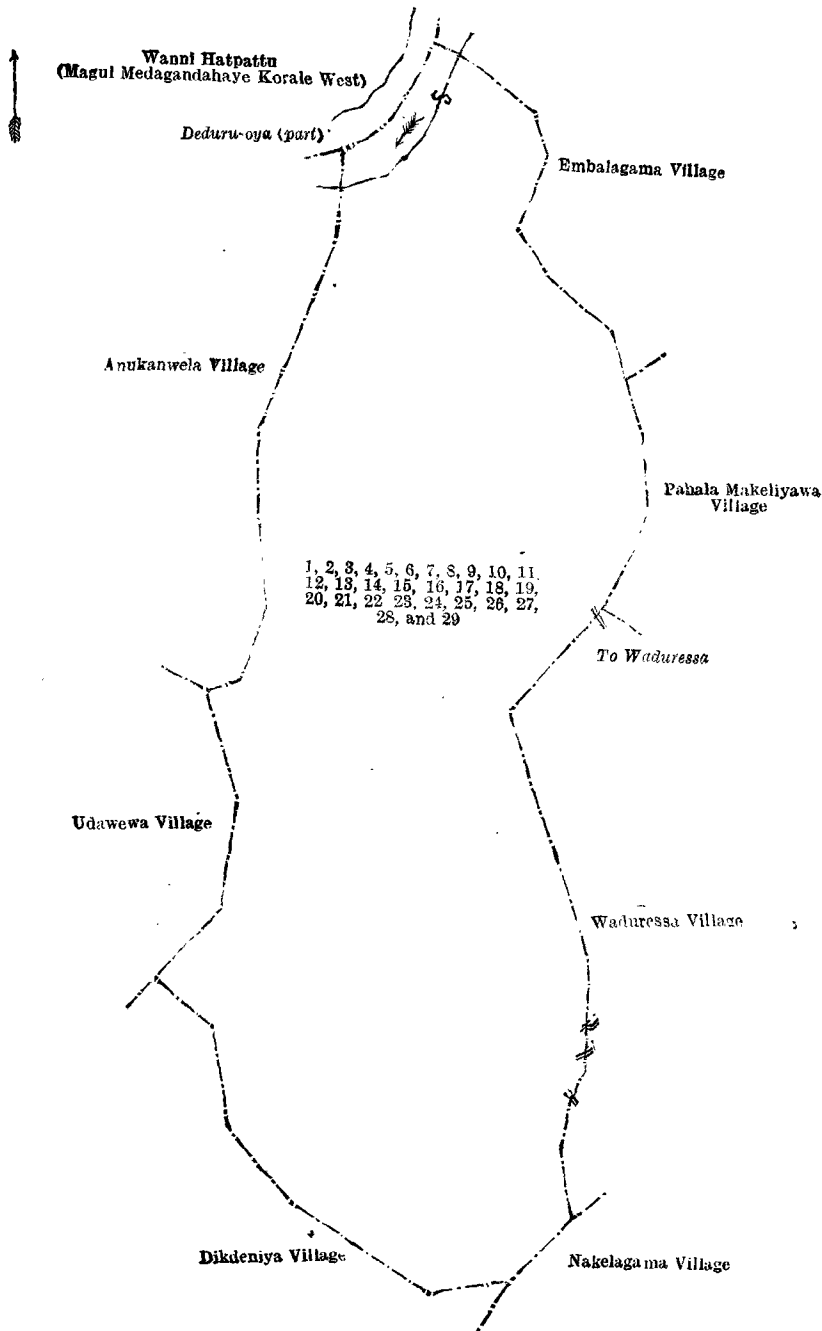 Wanni Hatpattu
(Magul Medagandahaye Korale West)
Deduru-oya (part)
Embalagama Village
Anukanwela Village
Pahala Makeliyawa
Village
1, 2, 3, 4, 5, 6, 7, 8, 9, 10, 11,
12, 13, 14, 15, 16, 17, 18, 19,
20, 21, 22 23, 24, 25, 26, 27,
28, and 29
To Waduressa
Udawewa Village
Waduressa Village
Dikdeniya Village
Nakelagama Village